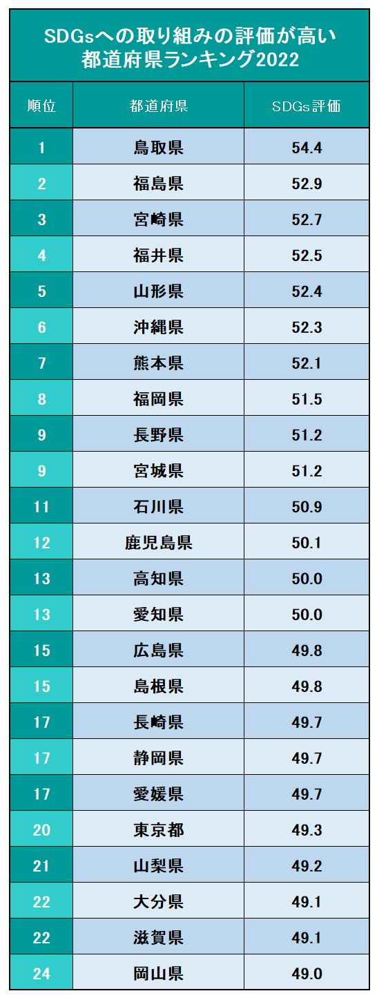 SDGsへの取り組みの評価が高い
都道府県ランキング2022
順位 都道府県 SDGs評価
1 鳥取県 54.4
2 福島県 52.9
3 宮崎県 52.7
4 福井県 52.5
5 山形県 52.4
6 沖縄県 52.3
7 熊本県 52.1
8 福岡県 51.5
9 長野県 51.2
9 宮城県 51.2
11 石川県 50.9
12 鹿児島県 50.1
13 高知県 50.0
13 愛知県 50.0
15 広島県 49.8
15 島根県 49.8
17 長崎県 49.7
17 静岡県 49.7
17 愛媛県 49.7
20 東京都 49.3
21 山梨県 49.2
22 大分県 49.1
22 滋賀県 49.1
24 岡山県 49.0